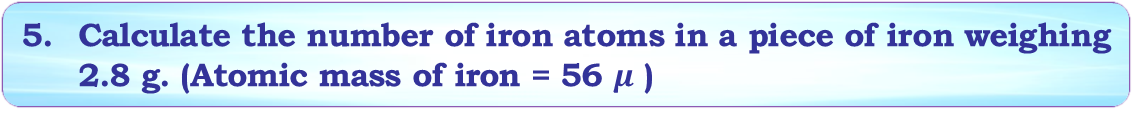 5. Calculate the number of iron atoms in a piece of iron weighing
2.8 g. (Atomic mass of iron = 56 μ )